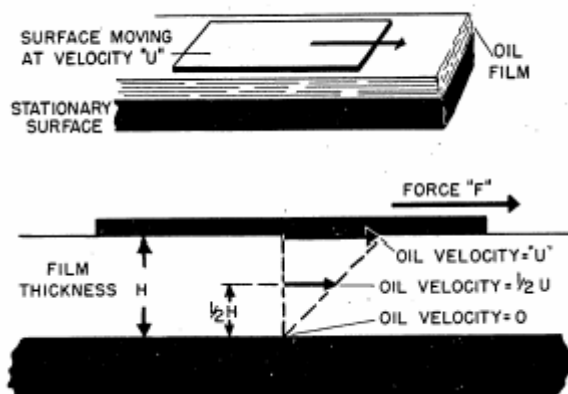 SURFACE MOVING
AT VELOCITY "U"
OIL
FILM
STATIONARY
SURFACE
FORCE "F"
OIL VELOCITY="U"
FILM
THICKNESS
H
½H
OIL VELOCITY=½ U
OIL VELOCITY=0